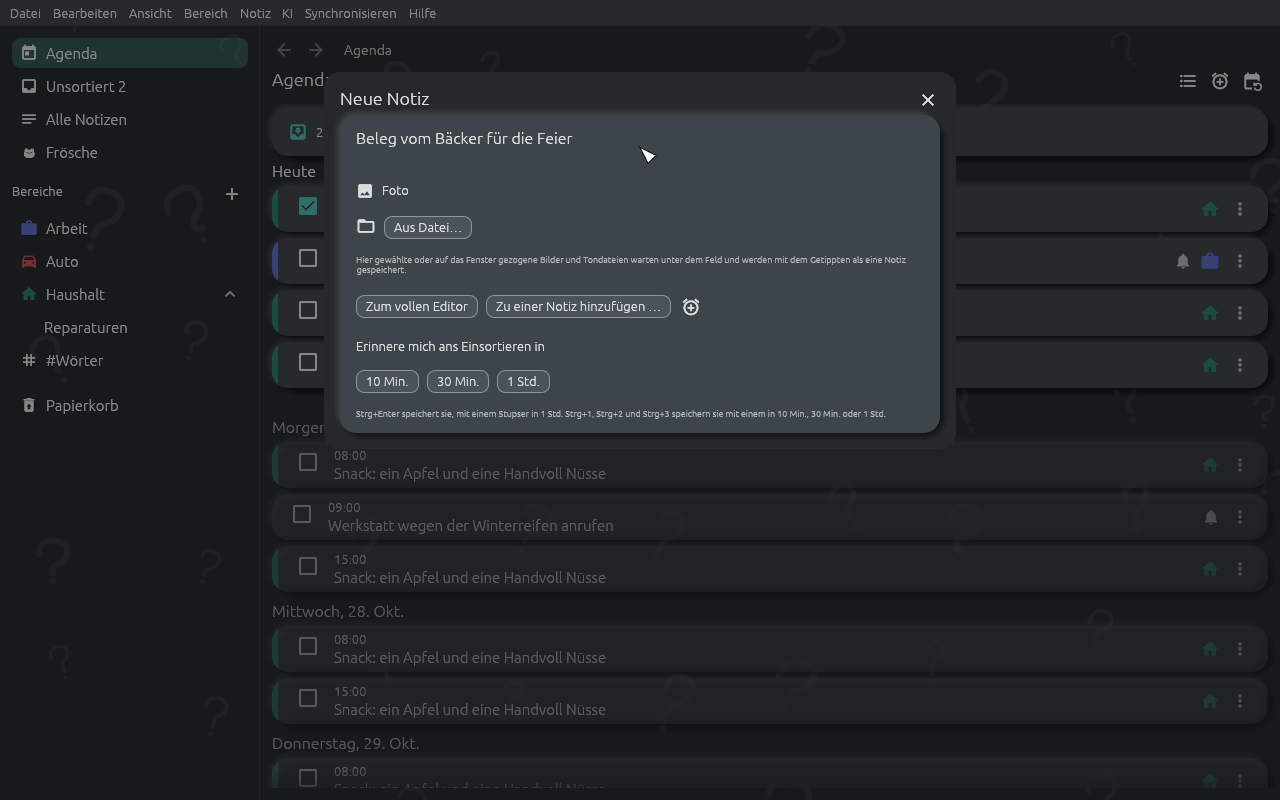 Datei Bearbeiten Ansicht Bereich Notiz KI Synchronisieren Hilfe
Agenda
Unsortiert 2
Alle Notizen
Frösche
Bereiche
Arbeit
Auto
Haushalt
Reparaturen
#Wörter
Papierkorb
Agenda
Agenda
2
Heute
Neue Notiz
Beleg vom Bäcker für die Feier
Foto
Aus Datei…
Hier gewählte oder auf das Fenster gezogene Bilder und Tondateien warten unter dem Feld und werden mit dem Getippten als eine Notiz
gespeichert.
Zum vollen Editor Zu einer Notiz hinzufügen …
Erinnere mich ans Einsortieren in
10 Min. 30 Min. 1 Std.
Strg+Enter speichert sie, mit einem Stupser in 1 Std. Strg+1, Strg+2 und Strg+3 speichern sie mit einem in 10 Min., 30 Min. oder 1 Std.
Morgen
08:00
Snack: ein Apfel und eine Handvoll Nüsse
09:00
Werkstatt wegen der Winterreifen anrufen
15:00
Snack: ein Apfel und eine Handvoll Nüsse
Mittwoch, 28. Okt.
08:00
Snack: ein Apfel und eine Handvoll Nüsse
15:00
Snack: ein Apfel und eine Handvoll Nüsse
Donnerstag, 29. Okt.
08:00
Snack: ein Apfel und eine Handvoll Nüsse